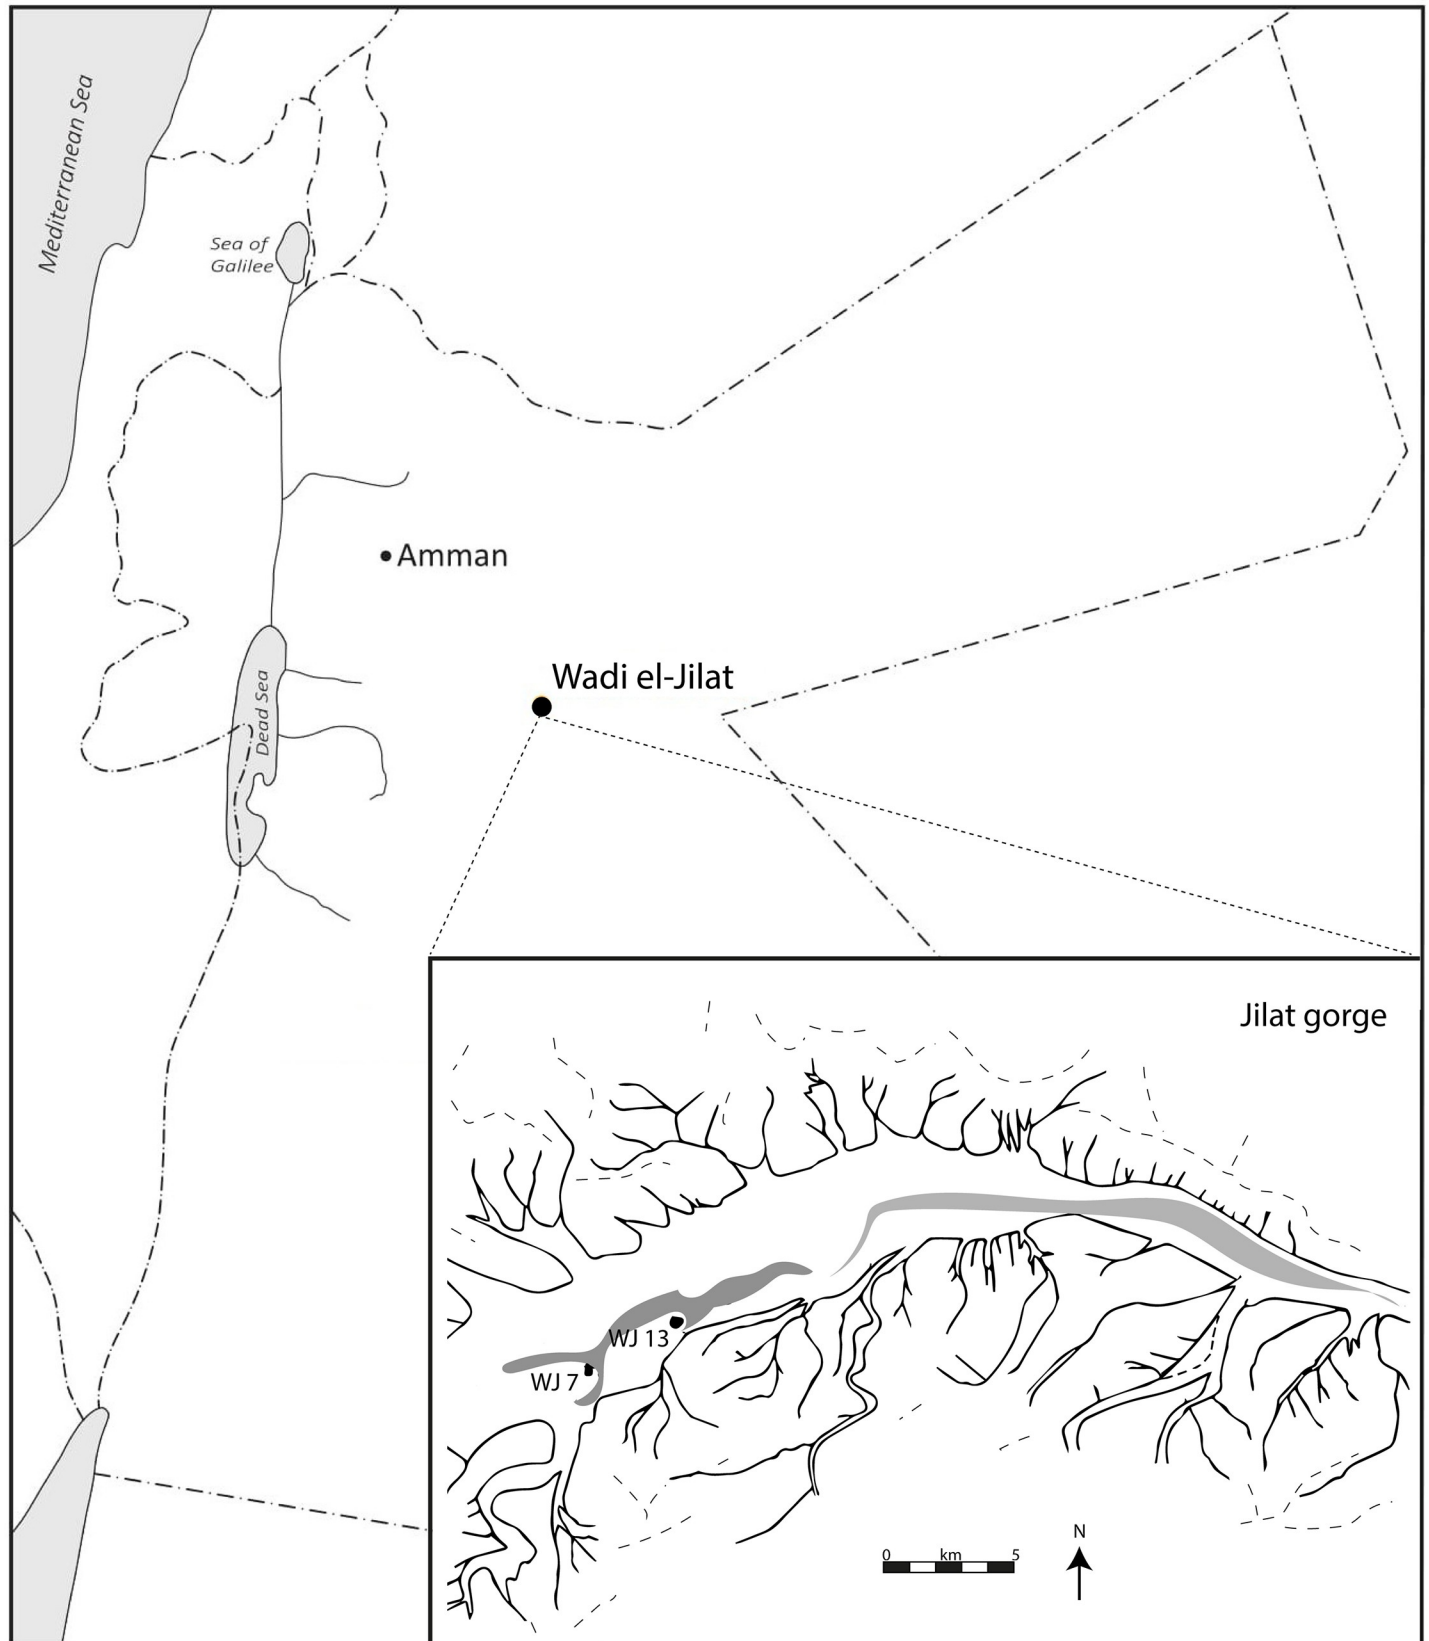 Mediterranean Sea
Sea of
Galilee
Amman
Wadi el-Jilat
Dead Sea
Jilat gorge
WJ 13
WJ 7
N
0 km 5